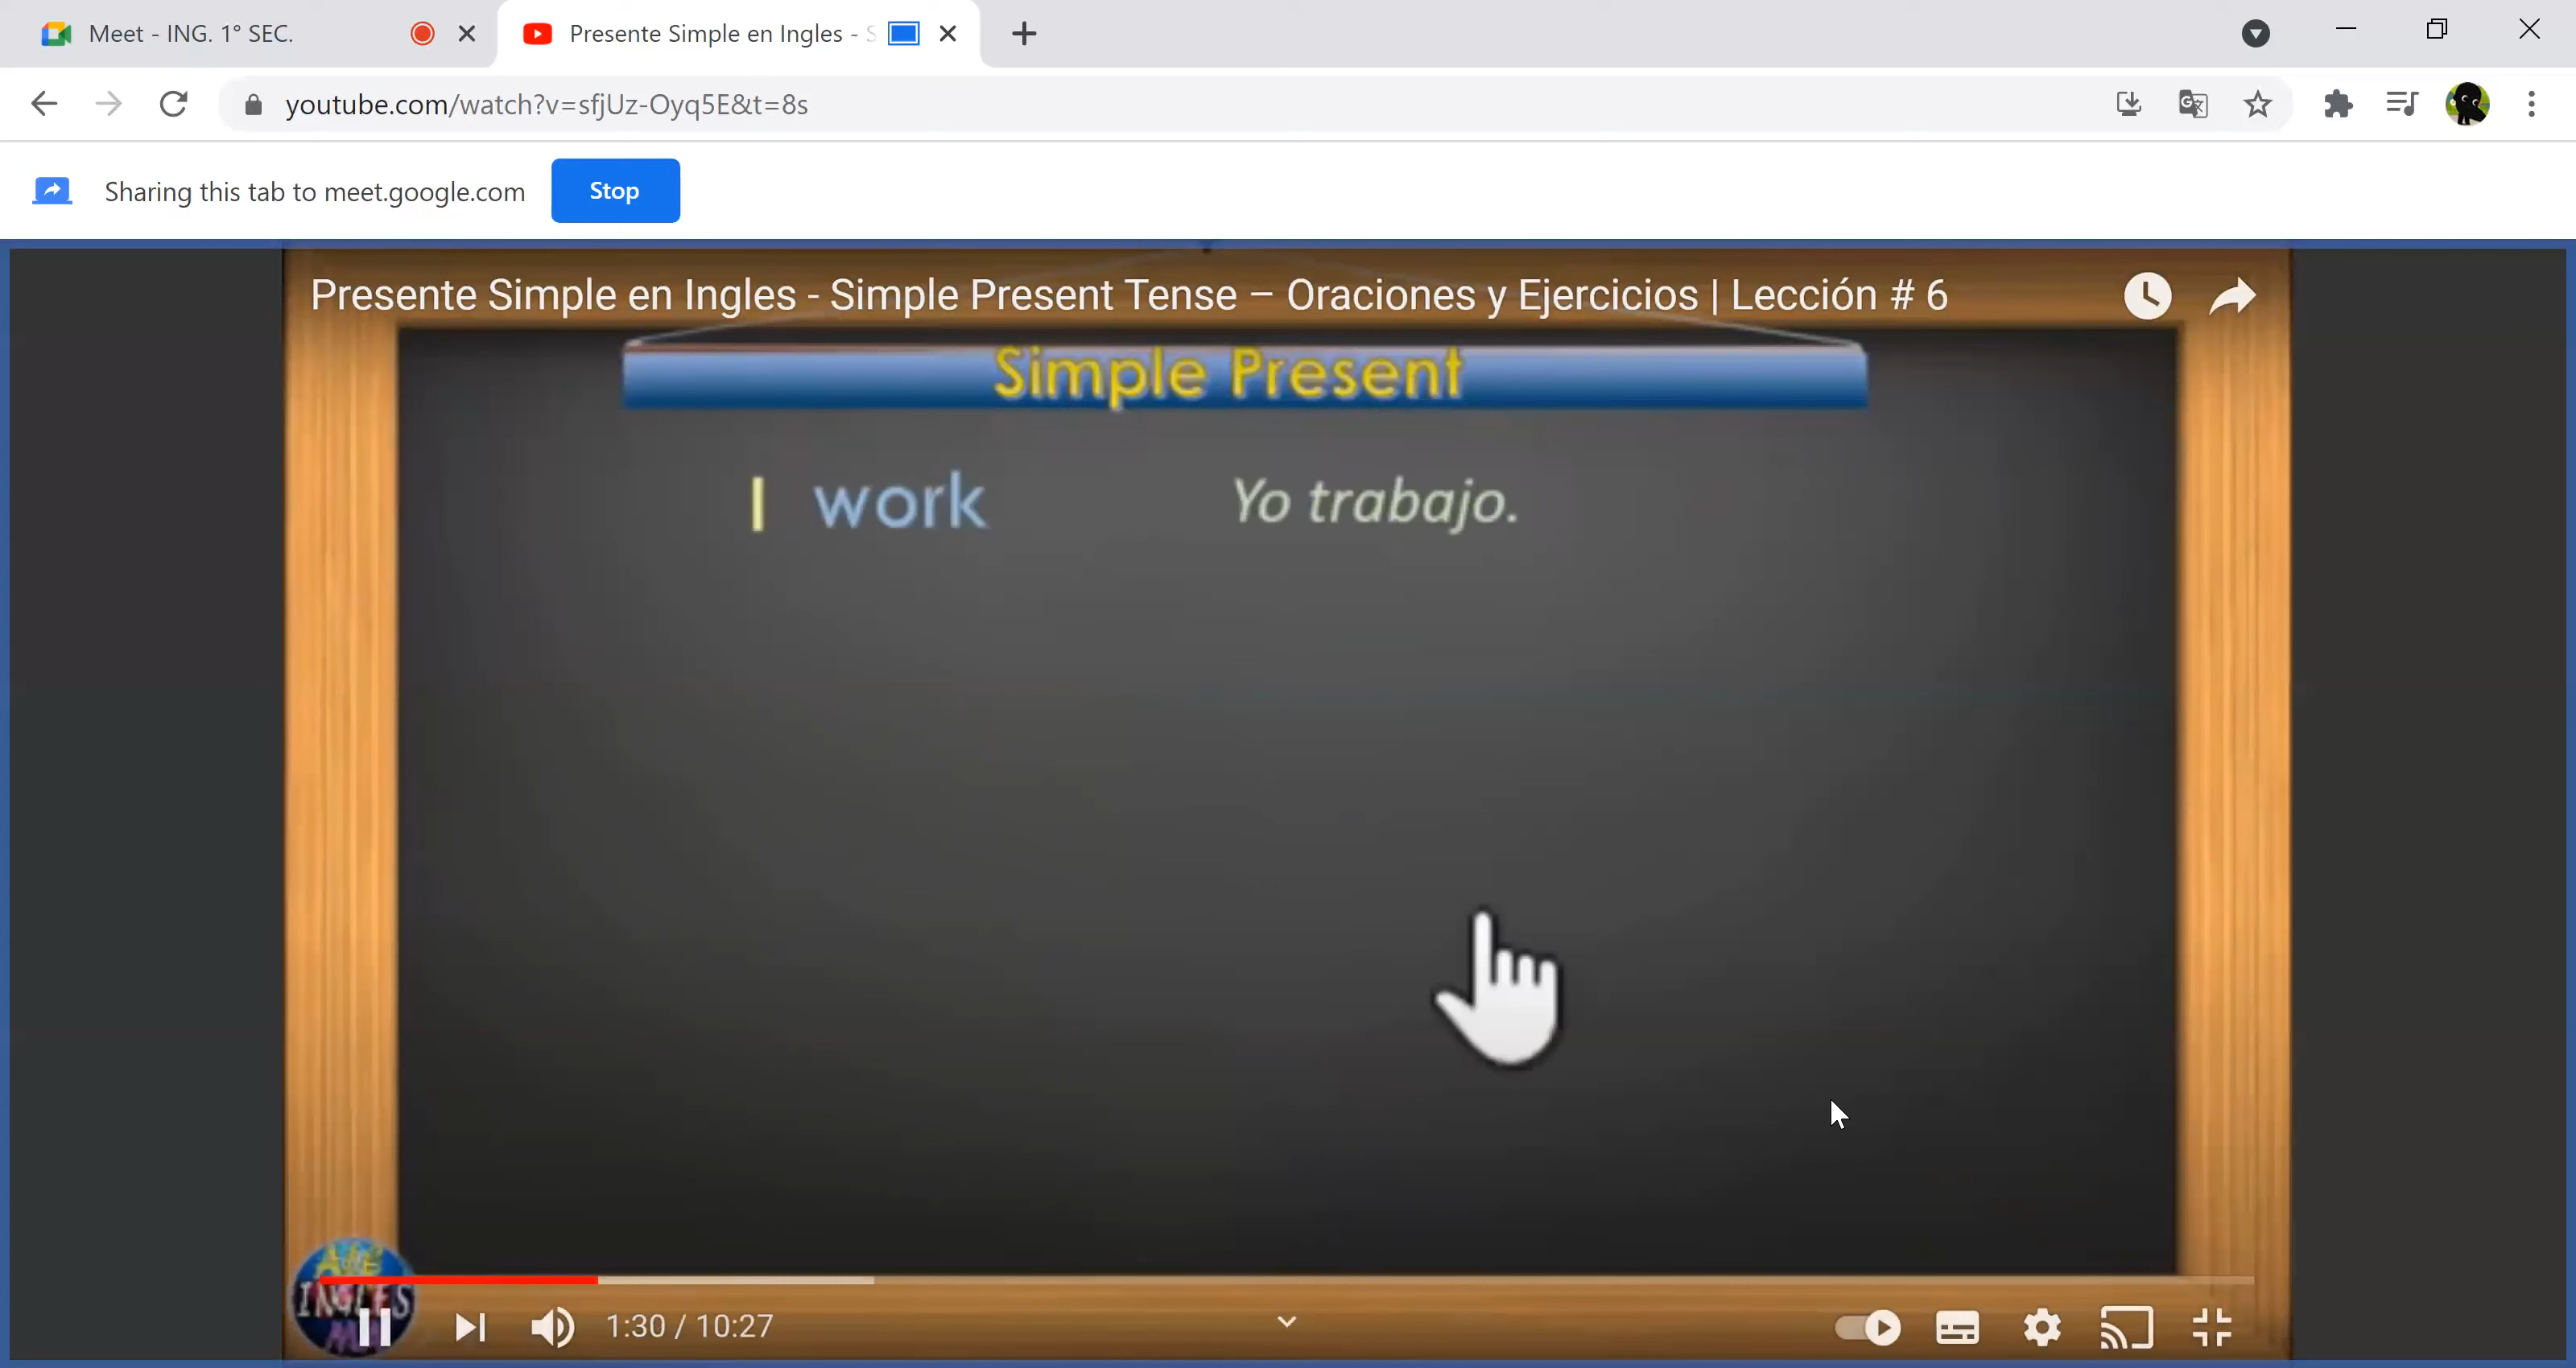 Meet - ING. 1° SEC.
Presente Simple en Ingles - S
youtube.com/watch?v=sfjUz-Oyq5E&t=8s
Sharing this tab to meet.google.com
Stop
Presente Simple en Ingles - Simple Present Tense – Oraciones y Ejercicios | Lección # 6
Simple Present
I work
Yo trabajo.
INGLES
1:30 / 10:27